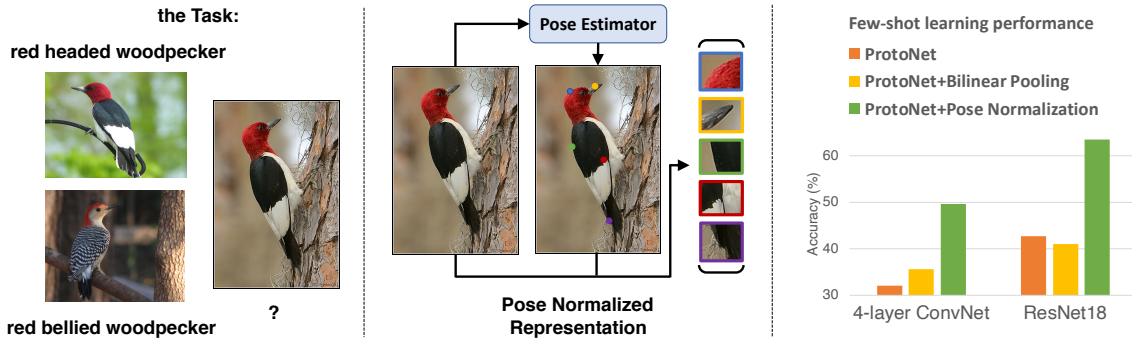 the Task:
red headed woodpecker
red bellied woodpecker
?
Pose Estimator
Pose Normalized
Representation
Few-shot learning performance
ProtoNet
ProtoNet+Bilinear Pooling
ProtoNet+Pose Normalization
Accuracy (%)
60
50
40
30
4-layer ConvNet
ResNet18